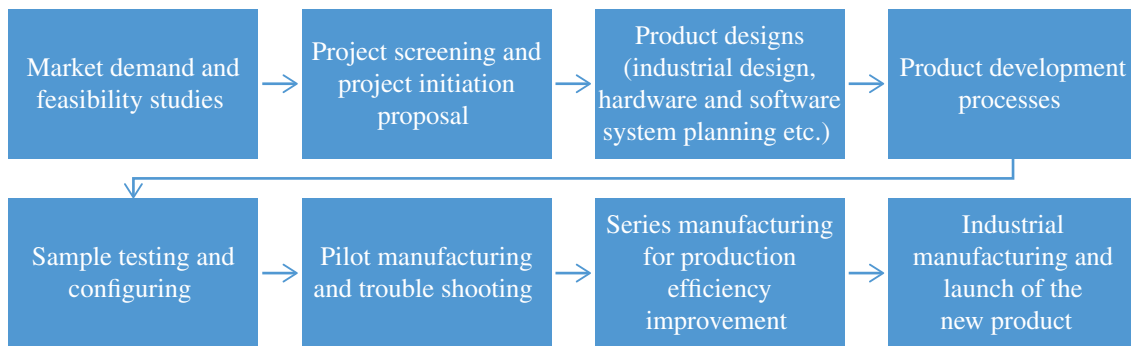 Market demand and
feasibility studies
Project screening and
project initiation
proposal
Product designs
(industrial design,
hardware and software
system planning etc.)
Product development
processes
Sample testing and
configuring
Pilot manufacturing
and trouble shooting
Series manufacturing
for production
efficiency
improvement
Industrial
manufacturing and
launch of the
new product